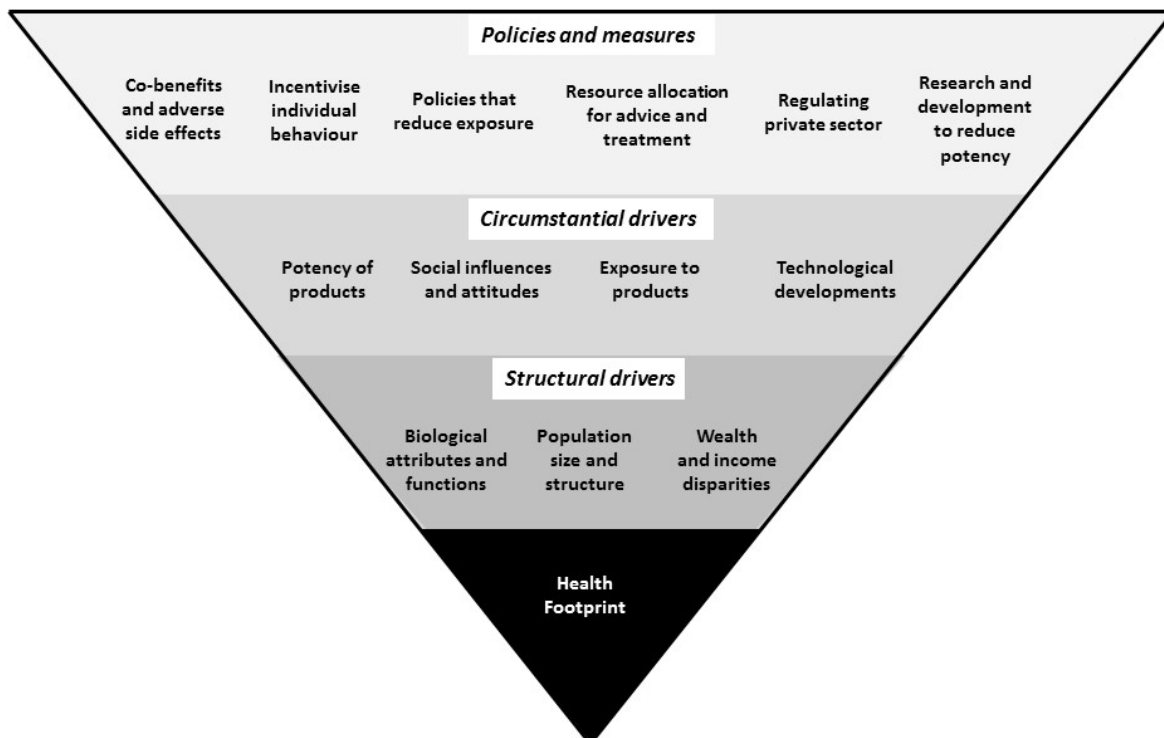 Policies and measures
Co-benefits
and adverse
side effects
Incentivise
individual
behaviour
Policies that
reduce exposure
Resource allocation
for advice and
treatment
Regulating
private sector
Research and
development
to reduce
potency
Circumstantial drivers
Potency of
products
Social influences
and attitudes
Exposure to
products
Technological
developments
Structural drivers
Biological
attributes and
functions
Population
size and
structure
Wealth
and income
disparities
Health
Footprint